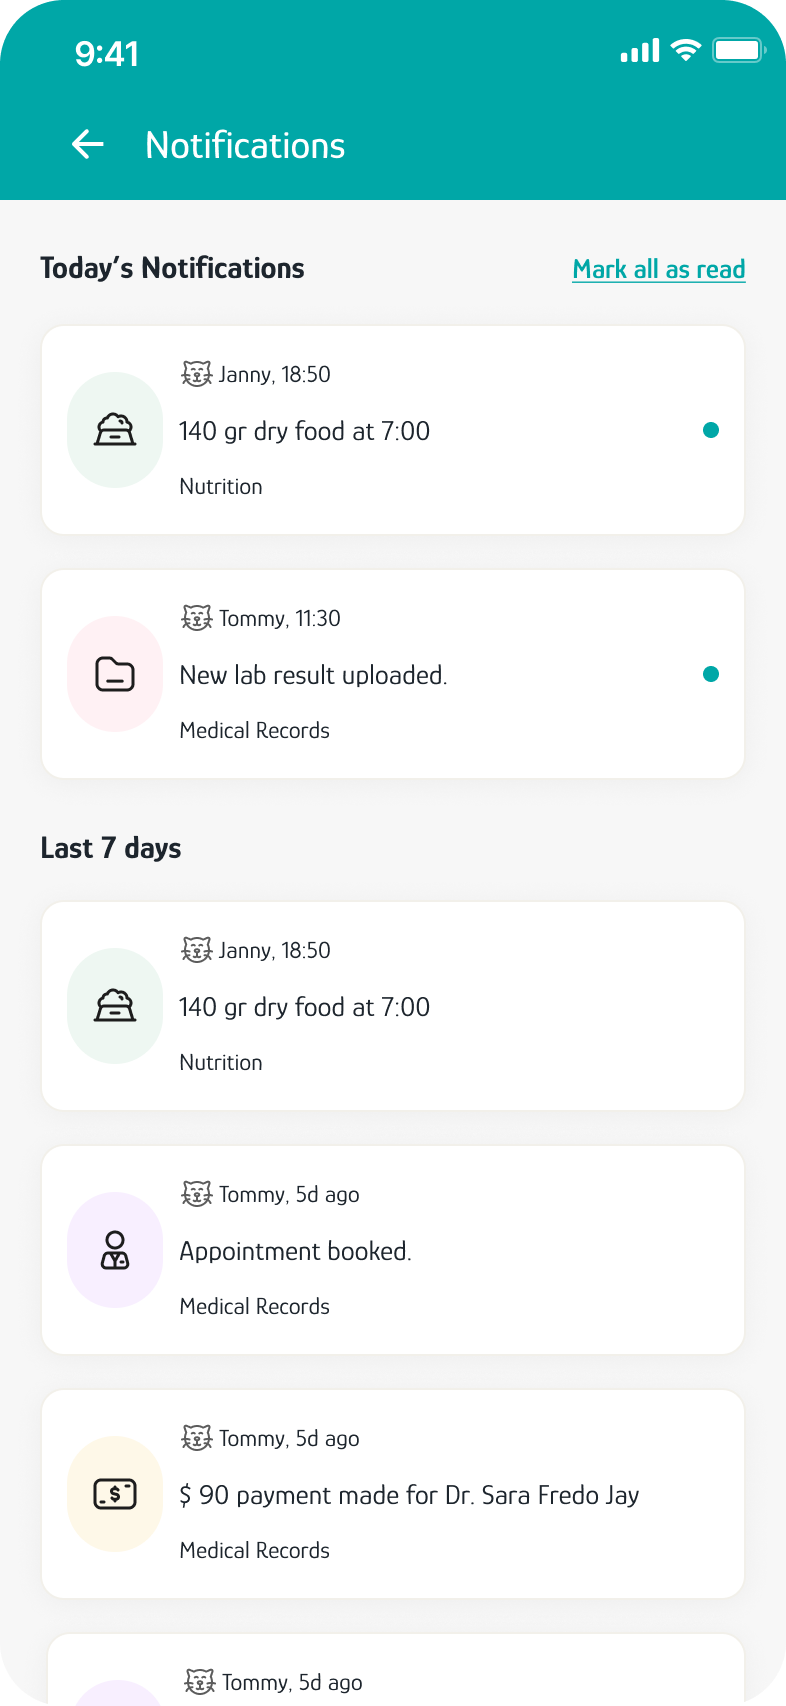 9:41
Notifications
Today’s Notifications
Mark all as read
Janny, 18:50
140 gr dry food at 7:00
Nutrition
Tommy, 11:30
New lab result uploaded.
Medical Records
Last 7 days
Janny, 18:50
140 gr dry food at 7:00
Nutrition
Tommy, 5d ago
Appointment booked.
Medical Records
Tommy, 5d ago
$ 90 payment made for Dr. Sara Fredo Jay
Medical Records
Tommy, 5d ago